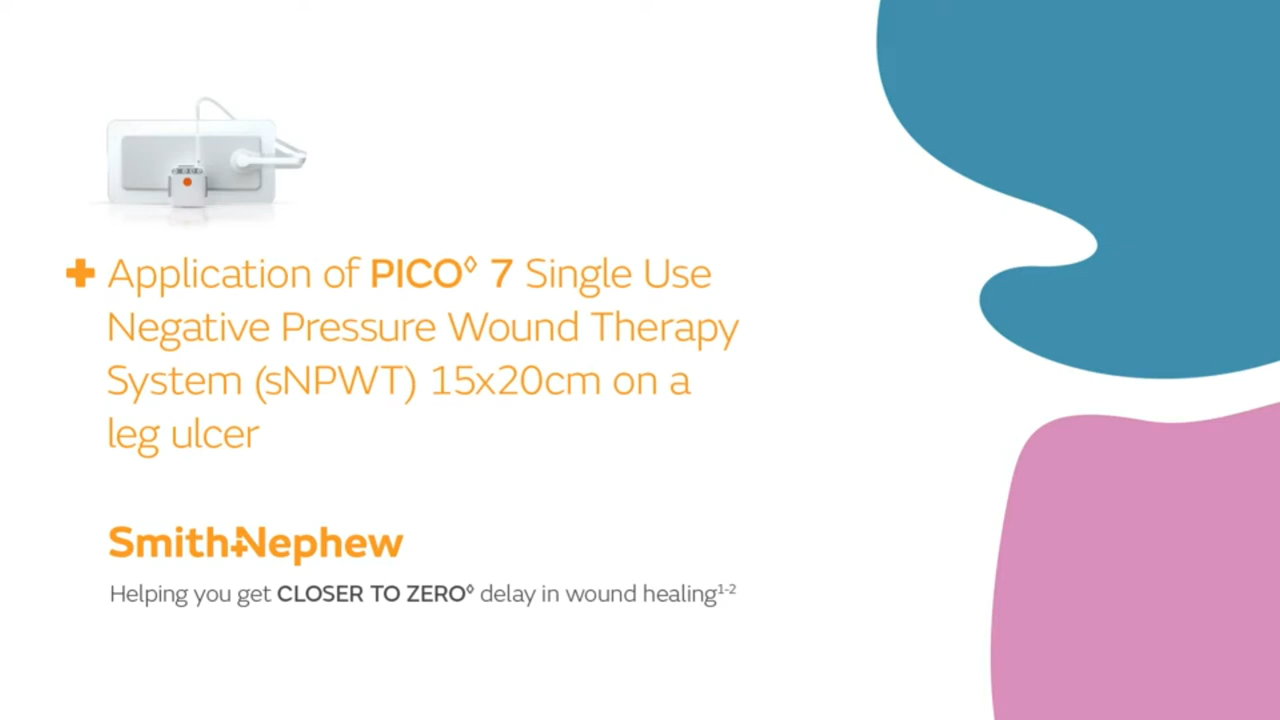 Application of PICO◊ 7 Single Use
Negative Pressure Wound Therapy
System (sNPWT) 15x20cm on a
leg ulcer
Smith+Nephew
Helping you get CLOSER TO ZERO◊ delay in wound healing1-2